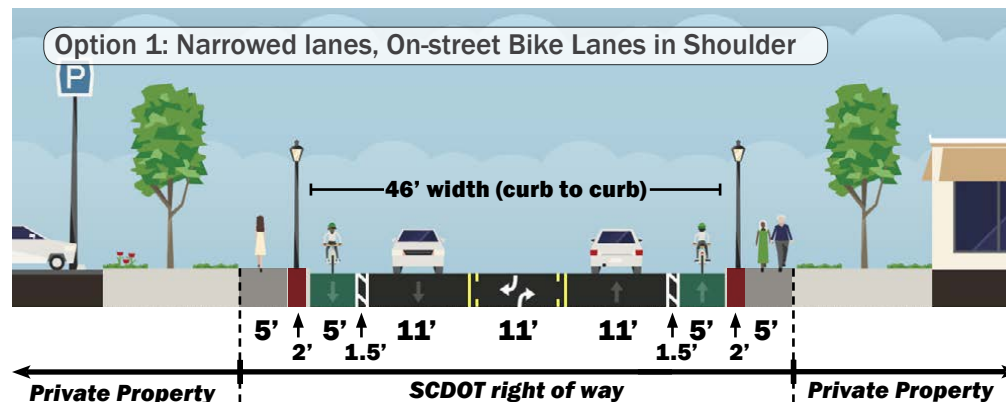 Option 1: Narrowed lanes, On-street Bike Lanes in Shoulder
P
46’ width (curb to curb)
5’ 2’ 5’ 1.5’ 11’ 11’ 11’ 1.5’ 5’ 2’ 5’
Private Property SCDOT right of way Private Property